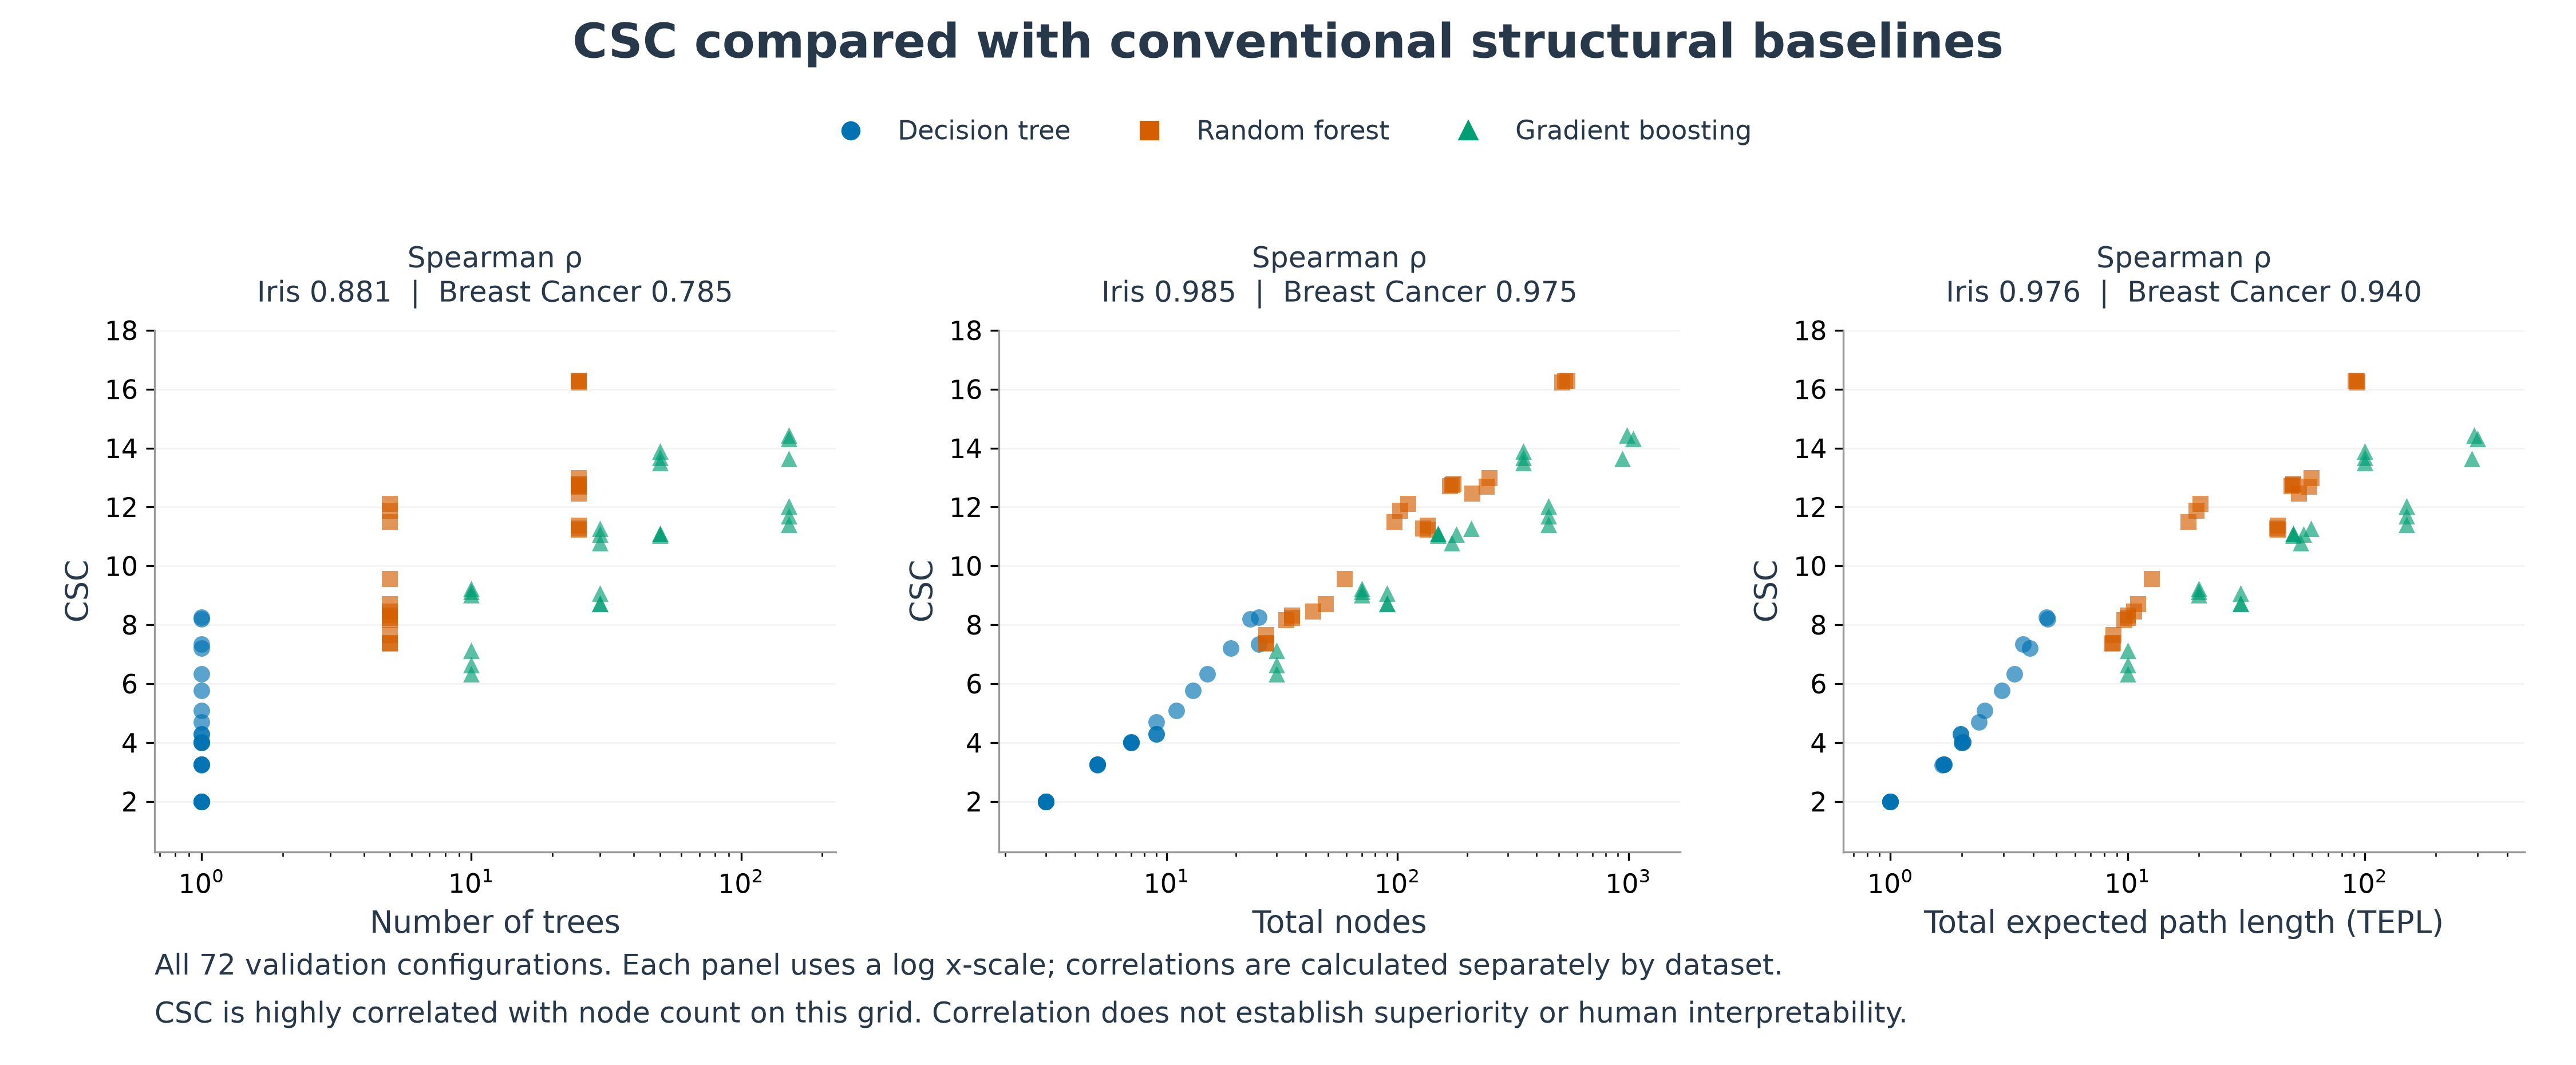 CSC compared with conventional structural baselines
Decision tree
Random forest
Gradient boosting
Spearman ρ
Iris 0.881 | Breast Cancer 0.785
18
16
14
12
10
8
6
4
2
CSC
10⁰
10¹
10²
Number of trees
Spearman ρ
Iris 0.985 | Breast Cancer 0.975
18
16
14
12
10
8
6
4
2
CSC
10¹
10²
10³
Total nodes
Spearman ρ
Iris 0.976 | Breast Cancer 0.940
18
16
14
12
10
8
6
4
2
CSC
10⁰
10¹
10²
Total expected path length (TEPL)
All 72 validation configurations. Each panel uses a log x-scale; correlations are calculated separately by dataset.
CSC is highly correlated with node count on this grid. Correlation does not establish superiority or human interpretability.